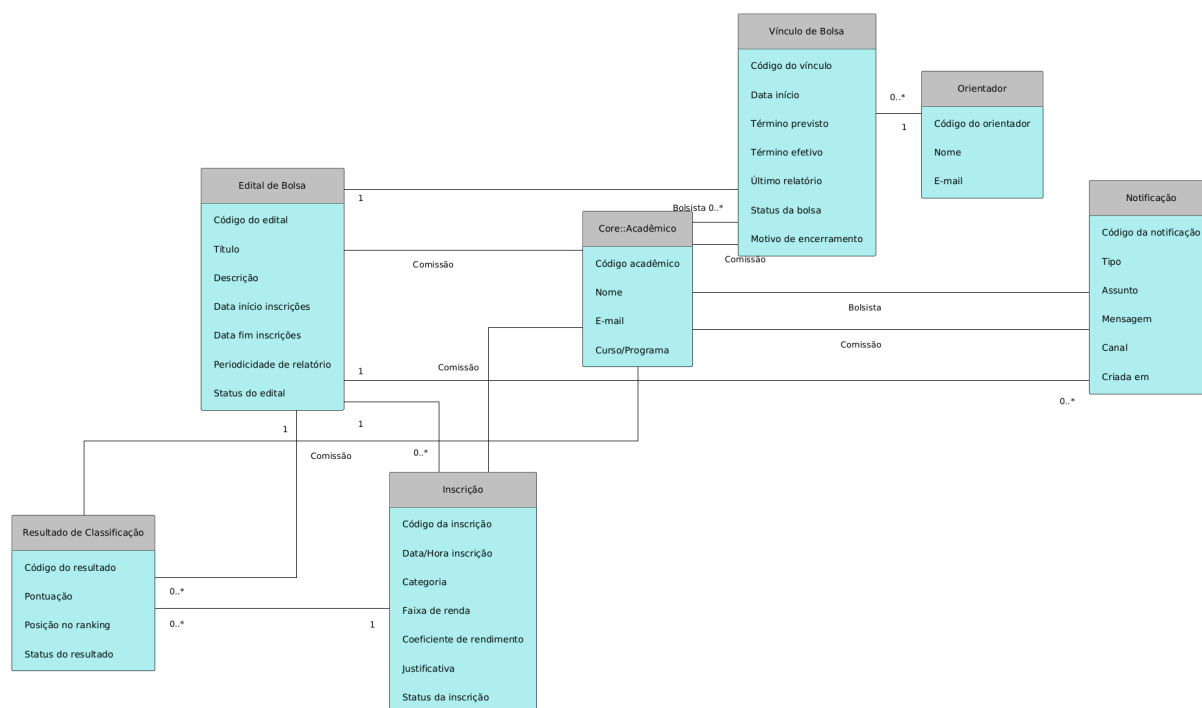 Vínculo de Bolsa
Código do vínculo
Data início
Término previsto
Término efetivo
Último relatório
Status da bolsa
Motivo de encerramento
0..*
1
Orientador
Código do orientador
Nome
E-mail
Edital de Bolsa
Código do edital
Título
Descrição
Data início inscrições
Data fim inscrições
Periodicidade de relatório
Status do edital
1
Bolsista 0..*
Comissão
Comissão
Core::Acadêmico
Código acadêmico
Nome
E-mail
Curso/Programa
Notificação
Código da notificação
Tipo
Assunto
Mensagem
Canal
Criada em
Bolsista
Comissão
1
Comissão
0..*
1
1
0..*
Comissão
Inscrição
Código da inscrição
Data/Hora inscrição
Categoria
Faixa de renda
Coeficiente de rendimento
Justificativa
Status da inscrição
Resultado de Classificação
Código do resultado
Pontuação
Posição no ranking
Status do resultado
0..*
0..*
1